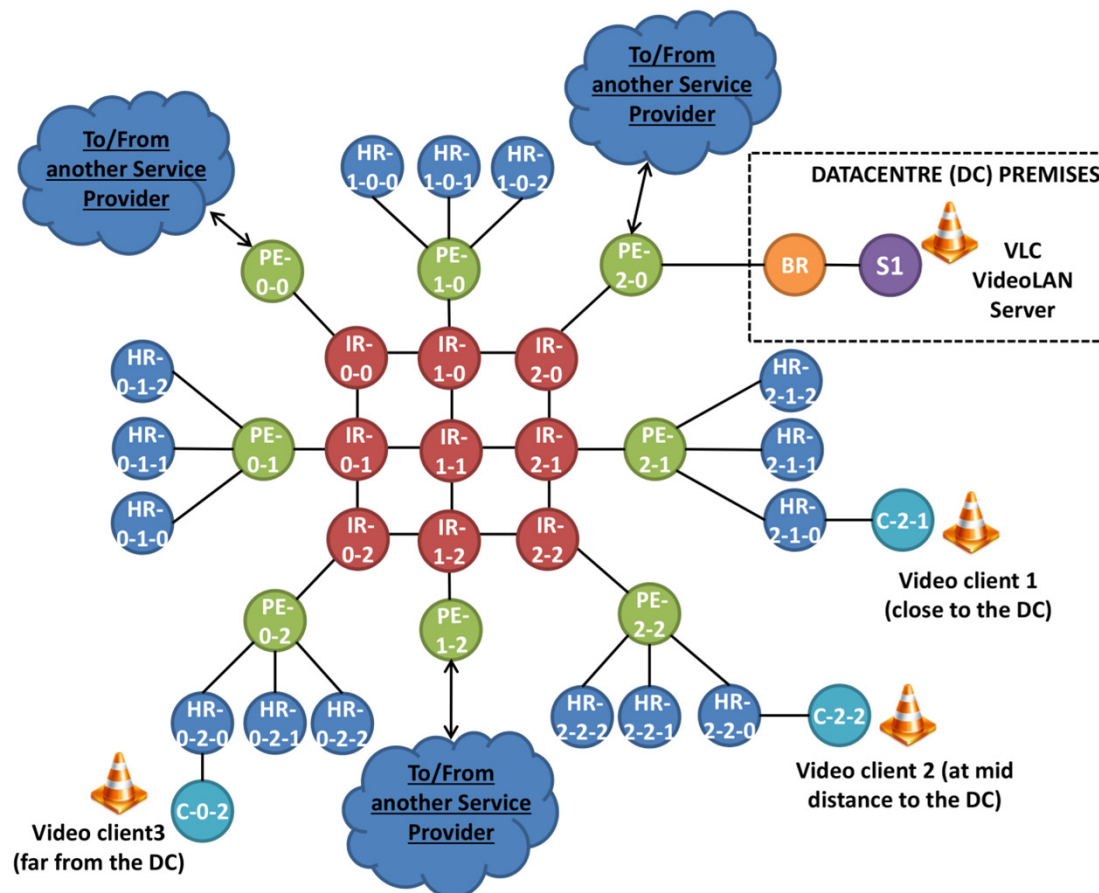 To/From
another Service
Provider
To/From
another Service
Provider
HR-
1-0-0
HR-
1-0-1
HR-
1-0-2
DATACENTRE (DC) PREMISES
PE-
0-0
PE-
1-0
PE-
2-0
BR
S1
VLC
VideoLAN
Server
IR-
0-0
IR-
1-0
IR-
2-0
HR-
0-1-2
HR-
2-1-2
HR-
0-1-1
PE-
0-1
IR-
0-1
IR-
1-1
IR-
2-1
PE-
2-1
HR-
2-1-1
HR-
0-1-0
IR-
0-2
IR-
1-2
IR-
2-2
HR-
2-1-0
C-2-1
Video client 1
(close to the DC)
PE-
0-2
PE-
1-2
PE-
2-2
HR-
0-2-0
HR-
0-2-1
HR-
0-2-2
HR-
2-2-2
HR-
2-2-1
HR-
2-2-0
C-2-2
Video client 2 (at mid
distance to the DC)
To/From
another Service
Provider
C-0-2
Video client3
(far from the DC)